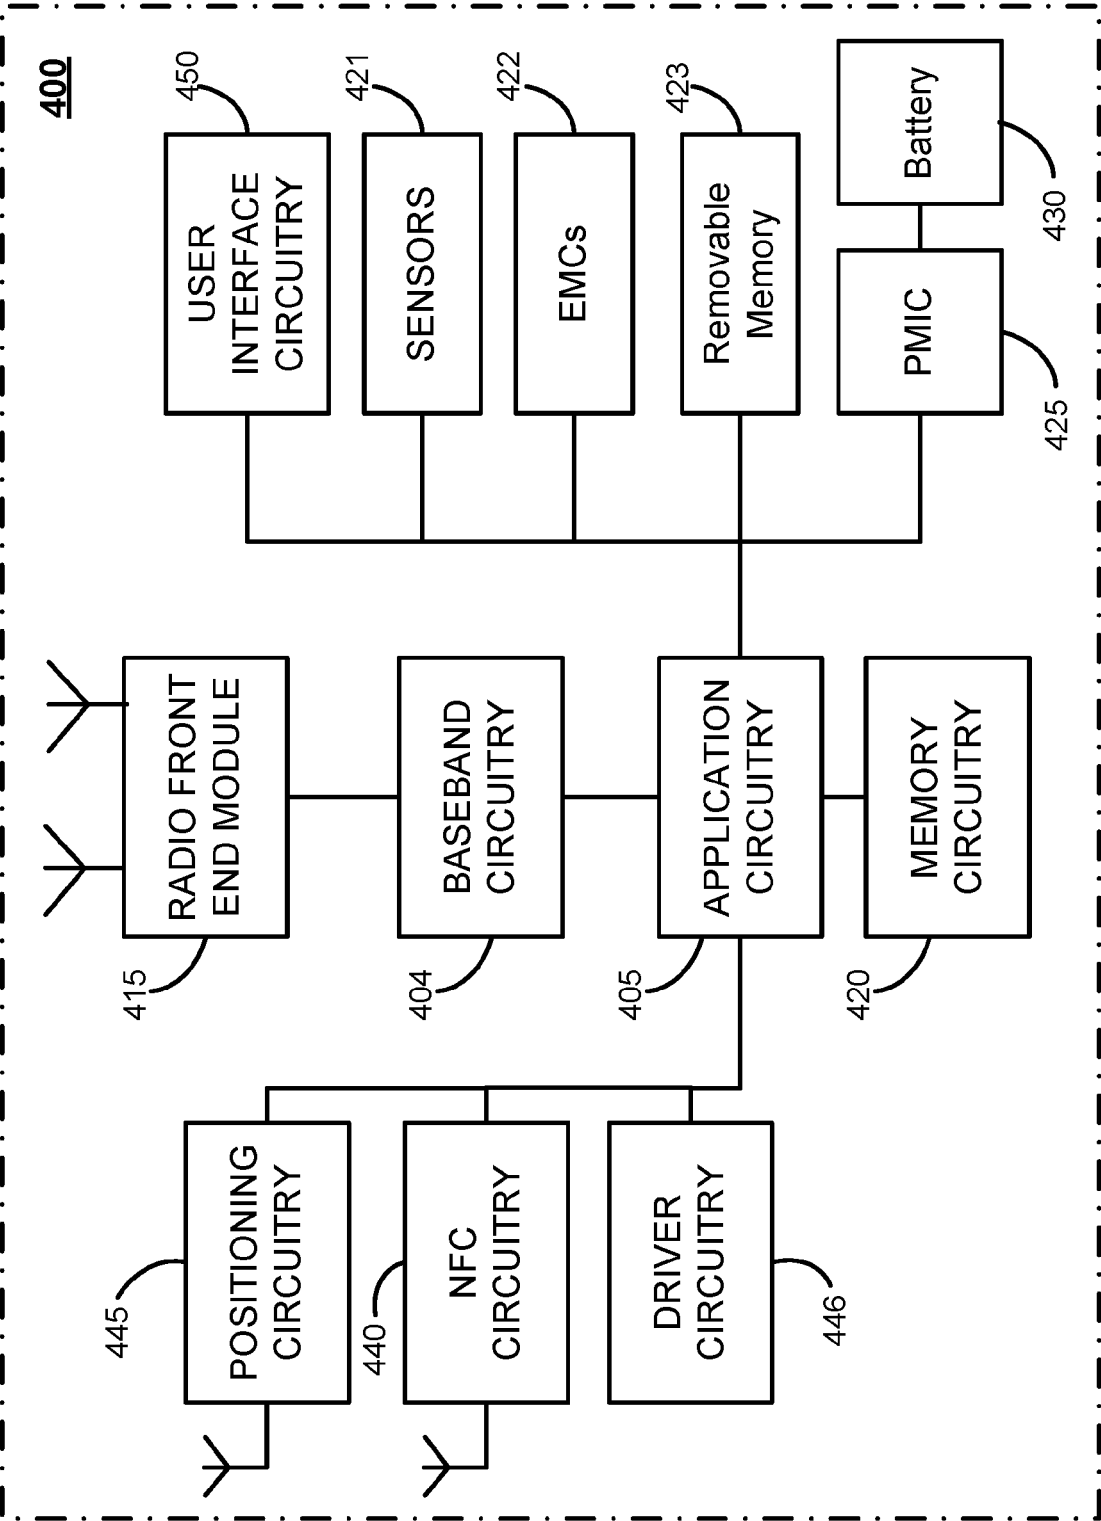 400
450
USER
INTERFACE
CIRCUITRY
421
SENSORS
422
EMCs
423
Removable
Memory
Battery
430
PMIC
425
RADIO FRONT
END MODULE
415
BASEBAND
CIRCUITRY
404
APPLICATION
CIRCUITRY
405
MEMORY
CIRCUITRY
420
POSITIONING
CIRCUITRY
445
NFC
CIRCUITRY
440
DRIVER
CIRCUITRY
446